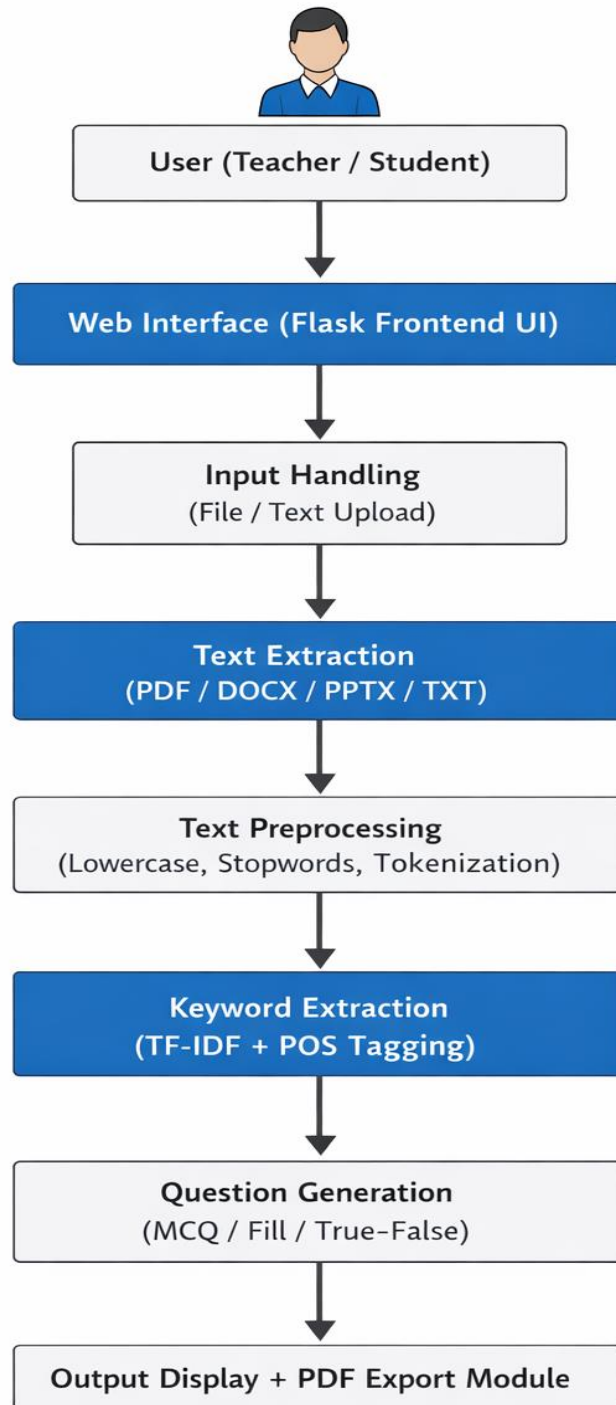 User (Teacher / Student)
Web Interface (Flask Frontend UI)
Input Handling
(File / Text Upload)
Text Extraction
(PDF / DOCX / PPTX / TXT)
Text Preprocessing
(Lowercase, Stopwords, Tokenization)
Keyword Extraction
(TF-IDF + POS Tagging)
Question Generation
(MCQ / Fill / True-False)
Output Display + PDF Export Module